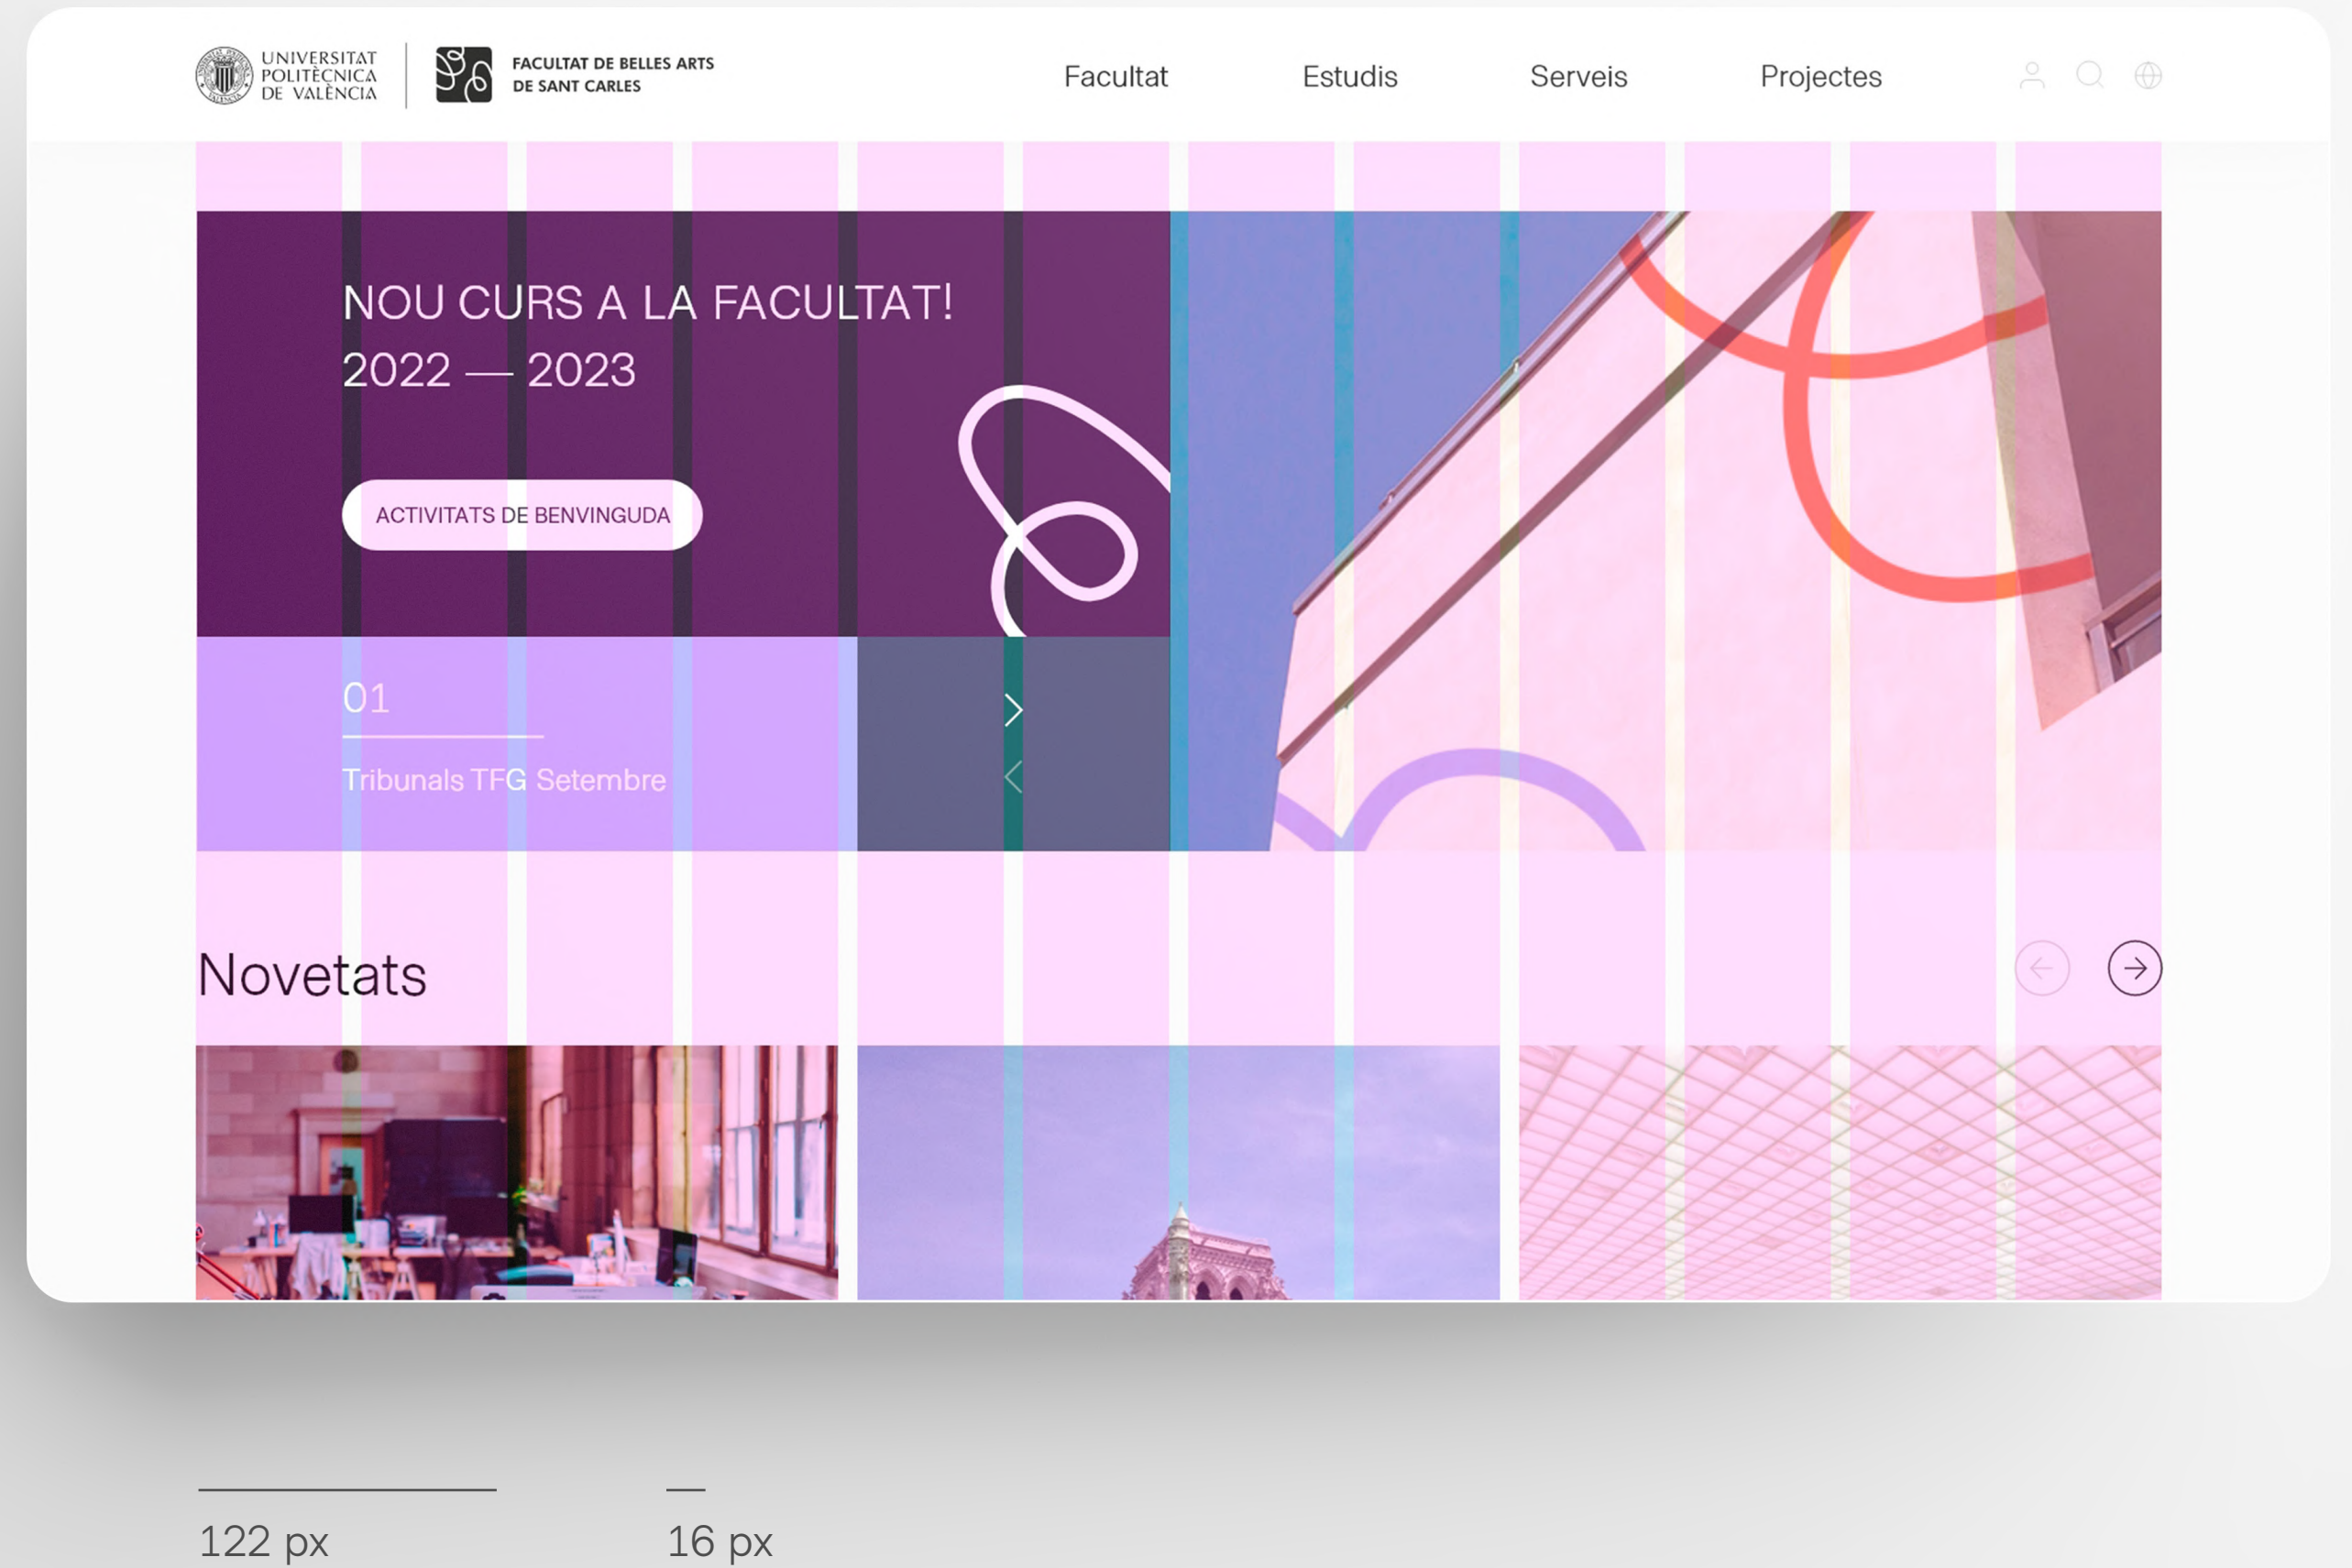 UNIVERSITAT
POLITÈCNICA
DE VALÈNCIA
FACULTAT DE BELLES ARTS
DE SANT CARLES
Facultat
Estudis
Serveis
Projectes
NOU CURS A LA FACULTAT!
2022 — 2023
ACTIVITATS DE BENVINGUDA
01
Tribunals TFG Setembre
Novetats
122 px
16 px